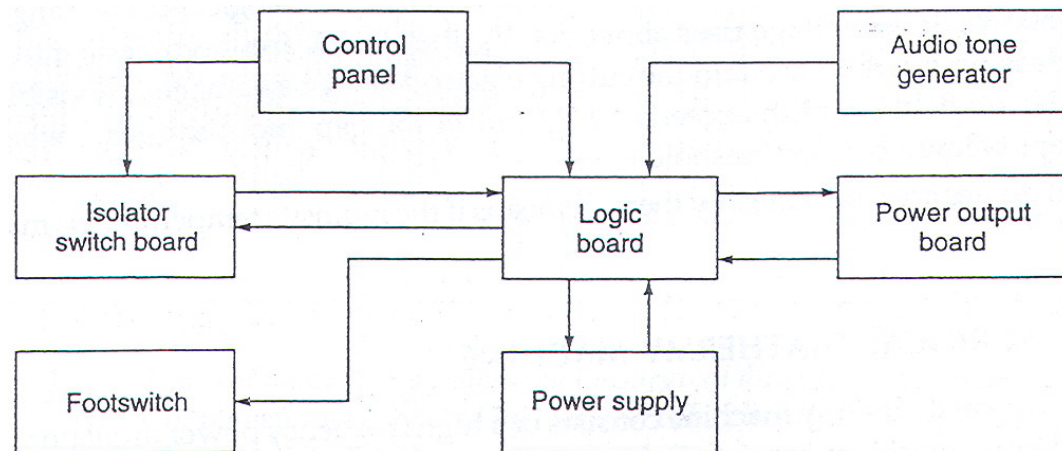 Control
panel
Audio tone
generator
Isolator
switch board
Logic
board
Power output
board
Footswitch
Power supply